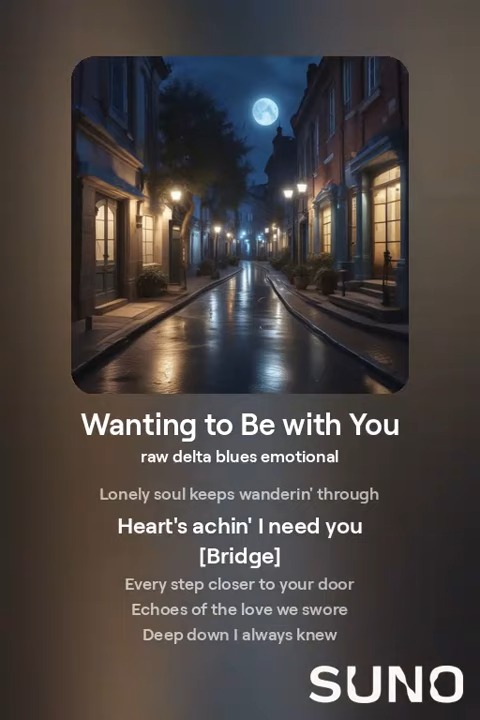 Wanting to Be with You
raw delta blues emotional
Lonely soul keeps wanderin' through
Heart's achin' I need you
[Bridge]
Every step closer to your door
Echoes of the love we swore
Deep down I always knew
SUNO